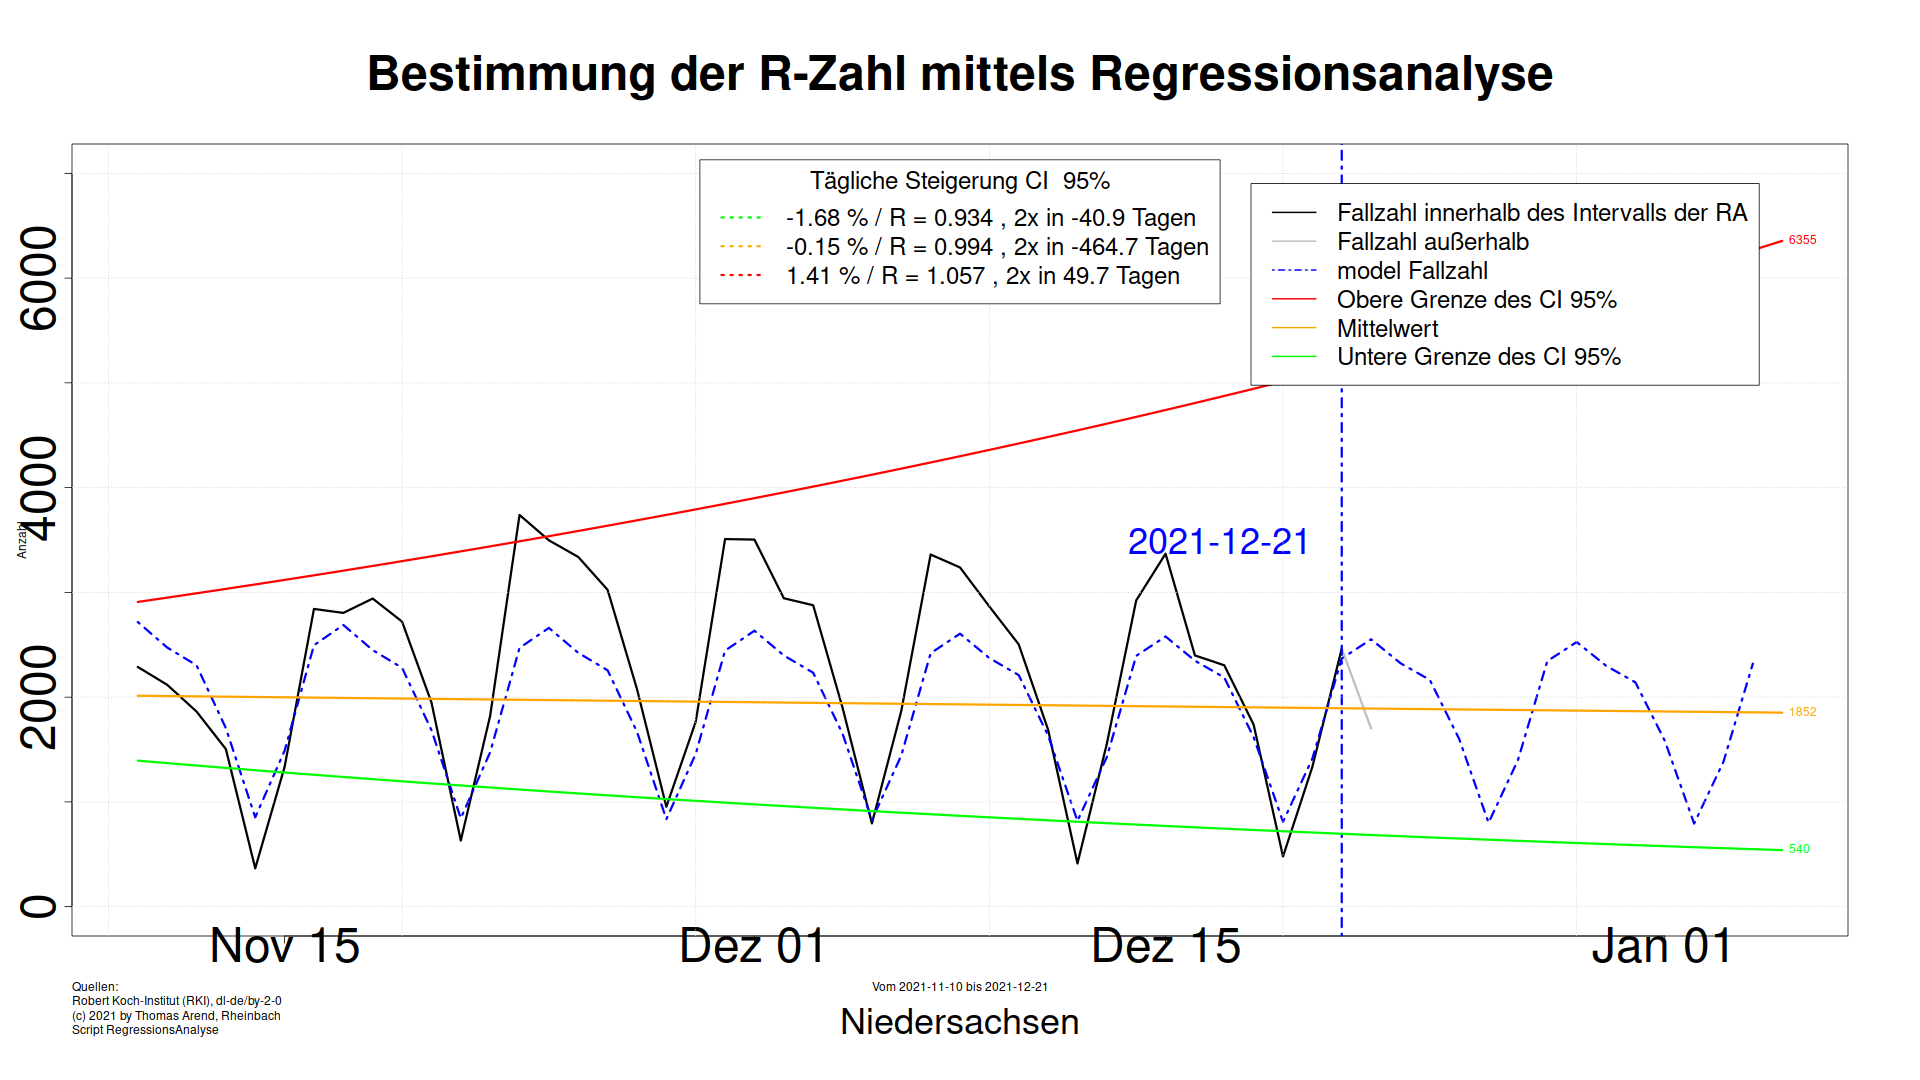 Bestimmung der R-Zahl mittels Regressionsanalyse
Tägliche Steigerung CI 95%
-1.68 % / R = 0.934 , 2x in -40.9 Tagen
-0.15 % / R = 0.994 , 2x in -464.7 Tagen
1.41 % / R = 1.057 , 2x in 49.7 Tagen
Fallzahl innerhalb des Intervalls der RA
Fallzahl außerhalb
model Fallzahl
Obere Grenze des CI 95%
Mittelwert
Untere Grenze des CI 95%
6355
6000
4000
2000
0
Anzahl
2021-12-21
1852
540
Nov 15
Dez 01
Dez 15
Jan 01
Quellen:
Robert Koch-Institut (RKI), dl-de/by-2-0
(c) 2021 by Thomas Arend, Rheinbach
Script RegressionsAnalyse
Vom 2021-11-10 bis 2021-12-21
Niedersachsen